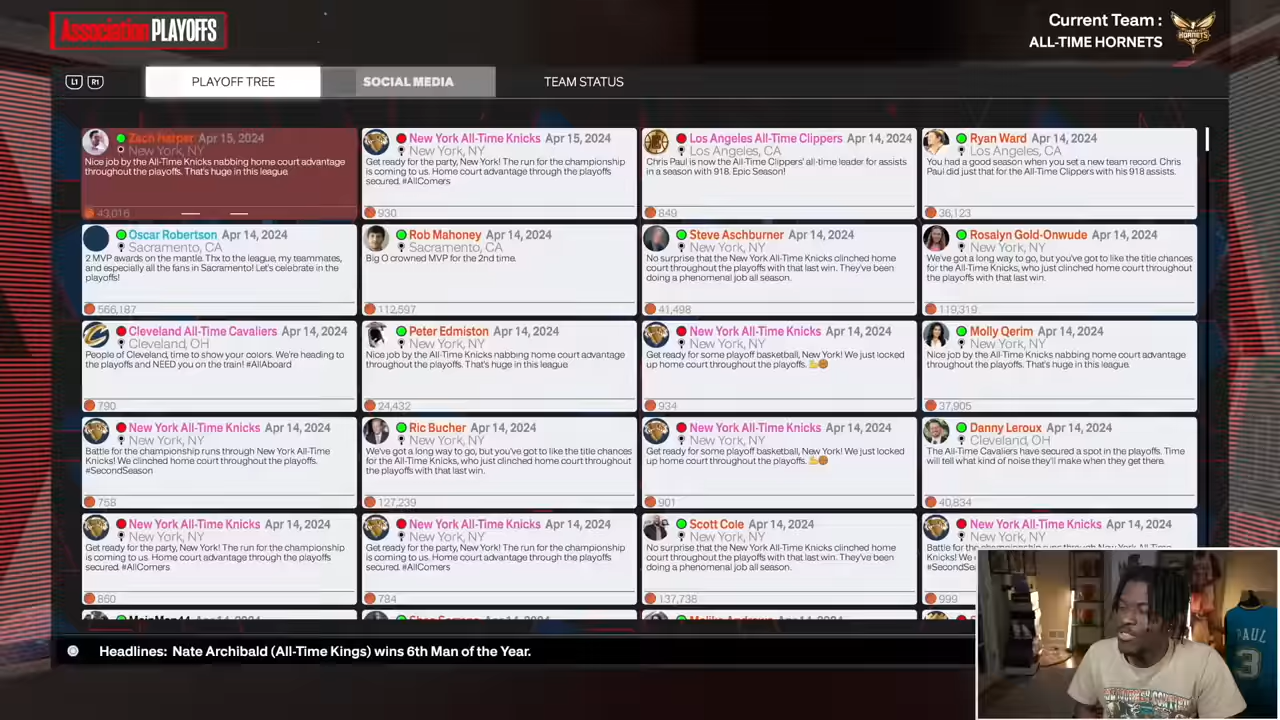 Association PLAYOFFS
Current Team :
ALL-TIME HORNETS
HORNETS
L1 R1
PLAYOFF TREE
SOCIAL MEDIA
TEAM STATUS
Zach Harper Apr 15, 2024
New York, NY
Nice job by the All-Time Knicks nabbing home court advantage
throughout the playoffs. That's huge in this league.
43,016
New York All-Time Knicks Apr 15, 2024
New York, NY
Get ready for the party, New York! The run for the championship
is coming to us. Home court advantage through the playoffs
secured. #AllComers
930
Los Angeles All-Time Clippers Apr 14, 2024
Los Angeles, CA
Chris Paul is now the All-Time Clippers' all-time leader for assists
in a season with 918. Epic Season!
849
Ryan Ward Apr 14, 2024
Los Angeles, CA
You had a good season when you set a new team record. Chris
Paul did just that for the All-Time Clippers with his 918 assists.
36,123
Oscar Robertson Apr 14, 2024
Sacramento, CA
2 MVP awards on the mantle. Thx to the league, my teammates,
and especially all the fans in Sacramento! Let's celebrate in the
playoffs!
566,187
Rob Mahoney Apr 14, 2024
Sacramento, CA
Big O crowned MVP for the 2nd time.
112,597
Steve Aschburner Apr 14, 2024
New York, NY
No surprise that the New York All-Time Knicks clinched home
court throughout the playoffs with that last win. They've been
doing a phenomenal job all season.
41,498
Rosalyn Gold-Onwude Apr 14, 2024
New York, NY
We've got a long way to go, but you've got to like the title chances
for the All-Time Knicks, who just clinched home court throughout
the playoffs with that last win.
119,319
Cleveland All-Time Cavaliers Apr 14, 2024
Cleveland, OH
People of Cleveland, time to show your colors. We're heading to
the playoffs and NEED you on the train! #AllAboard
790
Peter Edmiston Apr 14, 2024
New York, NY
Nice job by the All-Time Knicks nabbing home court advantage
throughout the playoffs. That's huge in this league.
24,432
New York All-Time Knicks Apr 14, 2024
New York, NY
Get ready for some playoff basketball, New York! We just locked
up home court throughout the playoffs.
934
Molly Qerim Apr 14, 2024
New York, NY
Nice job by the All-Time Knicks nabbing home court advantage
throughout the playoffs. That's huge in this league.
37,905
New York All-Time Knicks Apr 14, 2024
New York, NY
Battle for the championship runs through New York All-Time
Knicks! We clinched home court throughout the playoffs.
#SecondSeason
758
Ric Bucher Apr 14, 2024
New York, NY
We've got a long way to go, but you've got to like the title chances
for the All-Time Knicks, who just clinched home court throughout
the playoffs with that last win.
127,239
New York All-Time Knicks Apr 14, 2024
New York, NY
Get ready for some playoff basketball, New York! We just locked
up home court throughout the playoffs.
901
Danny Leroux Apr 14, 2024
Cleveland, OH
The All-Time Cavaliers have secured a spot in the playoffs. Time
will tell what kind of noise they'll make when they get there.
40,834
New York All-Time Knicks Apr 14, 2024
New York, NY
Get ready for the party, New York! The run for the championship
is coming to us. Home court advantage through the playoffs
secured. #AllComers
860
New York All-Time Knicks Apr 14, 2024
New York, NY
Get ready for the party, New York! The run for the championship
is coming to us. Home court advantage through the playoffs
secured. #AllComers
784
Scott Cole Apr 14, 2024
New York, NY
No surprise that the New York All-Time Knicks clinched home
court throughout the playoffs with that last win. They've been
doing a phenomenal job all season.
137,738
New York All-Time Knicks Apr 14, 2024
New York, NY
Battle for the championship runs through New York All-Time
Knicks! We
#SecondSea
999
Headlines: Nate Archibald (All-Time Kings) wins 6th Man of the Year.
PAUL
3